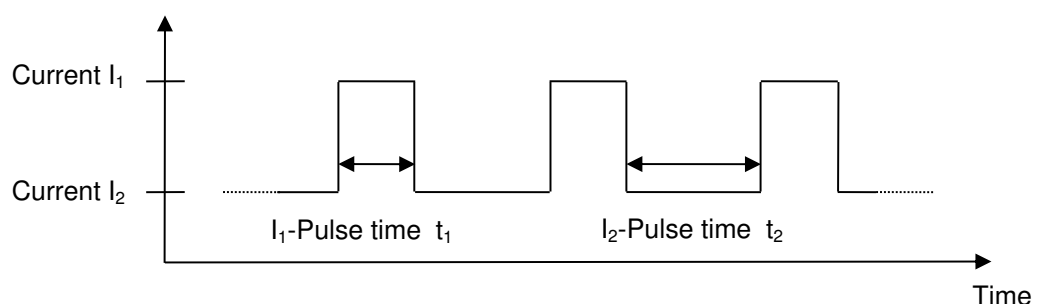 Current I₁
Current I₂
I₁-Pulse time t₁
I₂-Pulse time t₂
Time